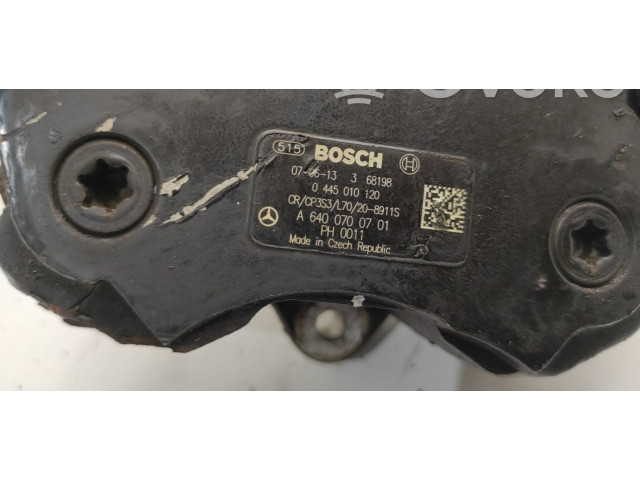 515 BOSCH
07-06-13 3 68198
0 445 010 120
CR/CP3S3/L70/20-8911S
A 640 070 07 01
PH 0011
Made in Czech Republic